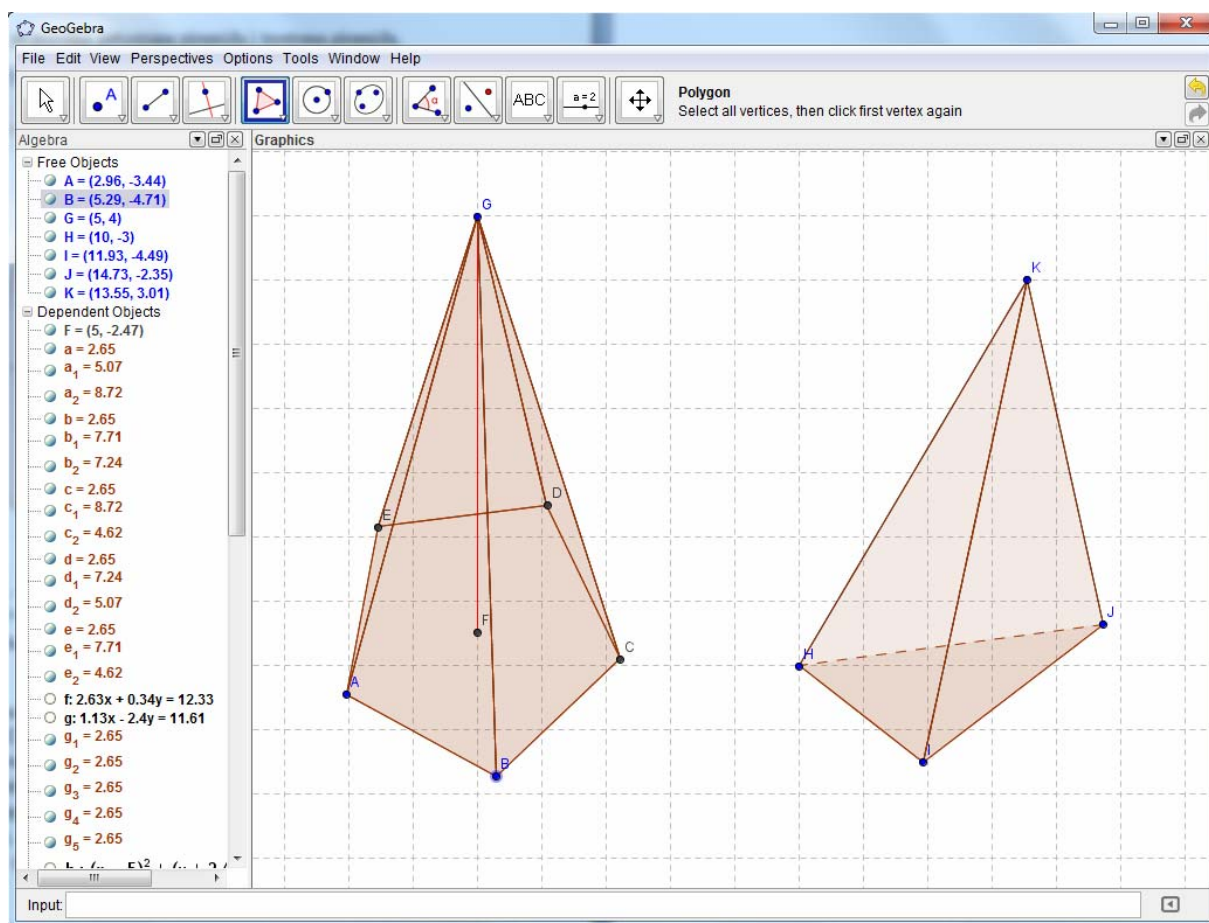 GeoGebra
File Edit View Perspectives Options Tools Window Help
A
α
ABC
a=2
Polygon
Select all vertices, then click first vertex again
Algebra
Graphics
Free Objects
A = (2.96, -3.44)
B = (5.29, -4.71)
G = (5, 4)
H = (10, -3)
I = (11.93, -4.49)
J = (14.73, -2.35)
K = (13.55, 3.01)
Dependent Objects
F = (5, -2.47)
a = 2.65
a₁ = 5.07
a₂ = 8.72
b = 2.65
b₁ = 7.71
b₂ = 7.24
c = 2.65
c₁ = 8.72
c₂ = 4.62
d = 2.65
d₁ = 7.24
d₂ = 5.07
e = 2.65
e₁ = 7.71
e₂ = 4.62
f: 2.63x + 0.34y = 12.33
g: 1.13x - 2.4y = 11.61
g₁ = 2.65
g₂ = 2.65
g₃ = 2.65
g₄ = 2.65
g₅ = 2.65
G
K
D
E
F
J
C
H
A
I
B
Input: